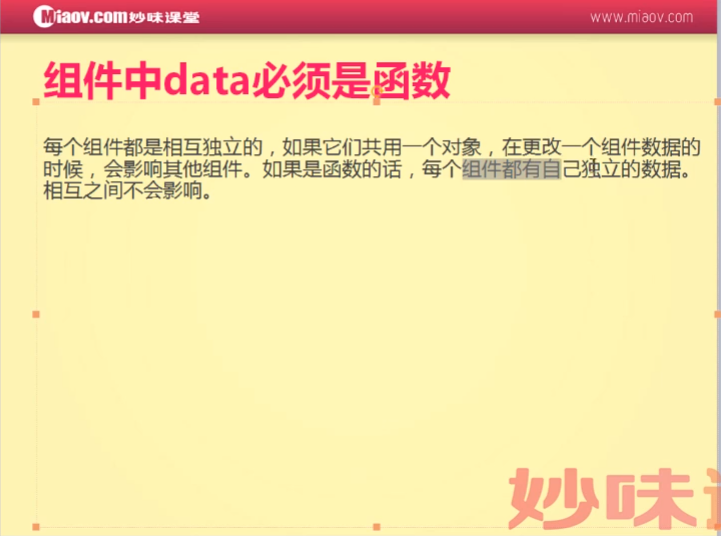 Miaov.com妙味课堂
www.miaov.com
组件中data必须是函数
每个组件都是相互独立的，如果它们共用一个对象，在更改一个组件数据的
时候，会影响其他组件。如果是函数的话，每个组件都有自己独立的数据。
相互之间不会影响。
妙味